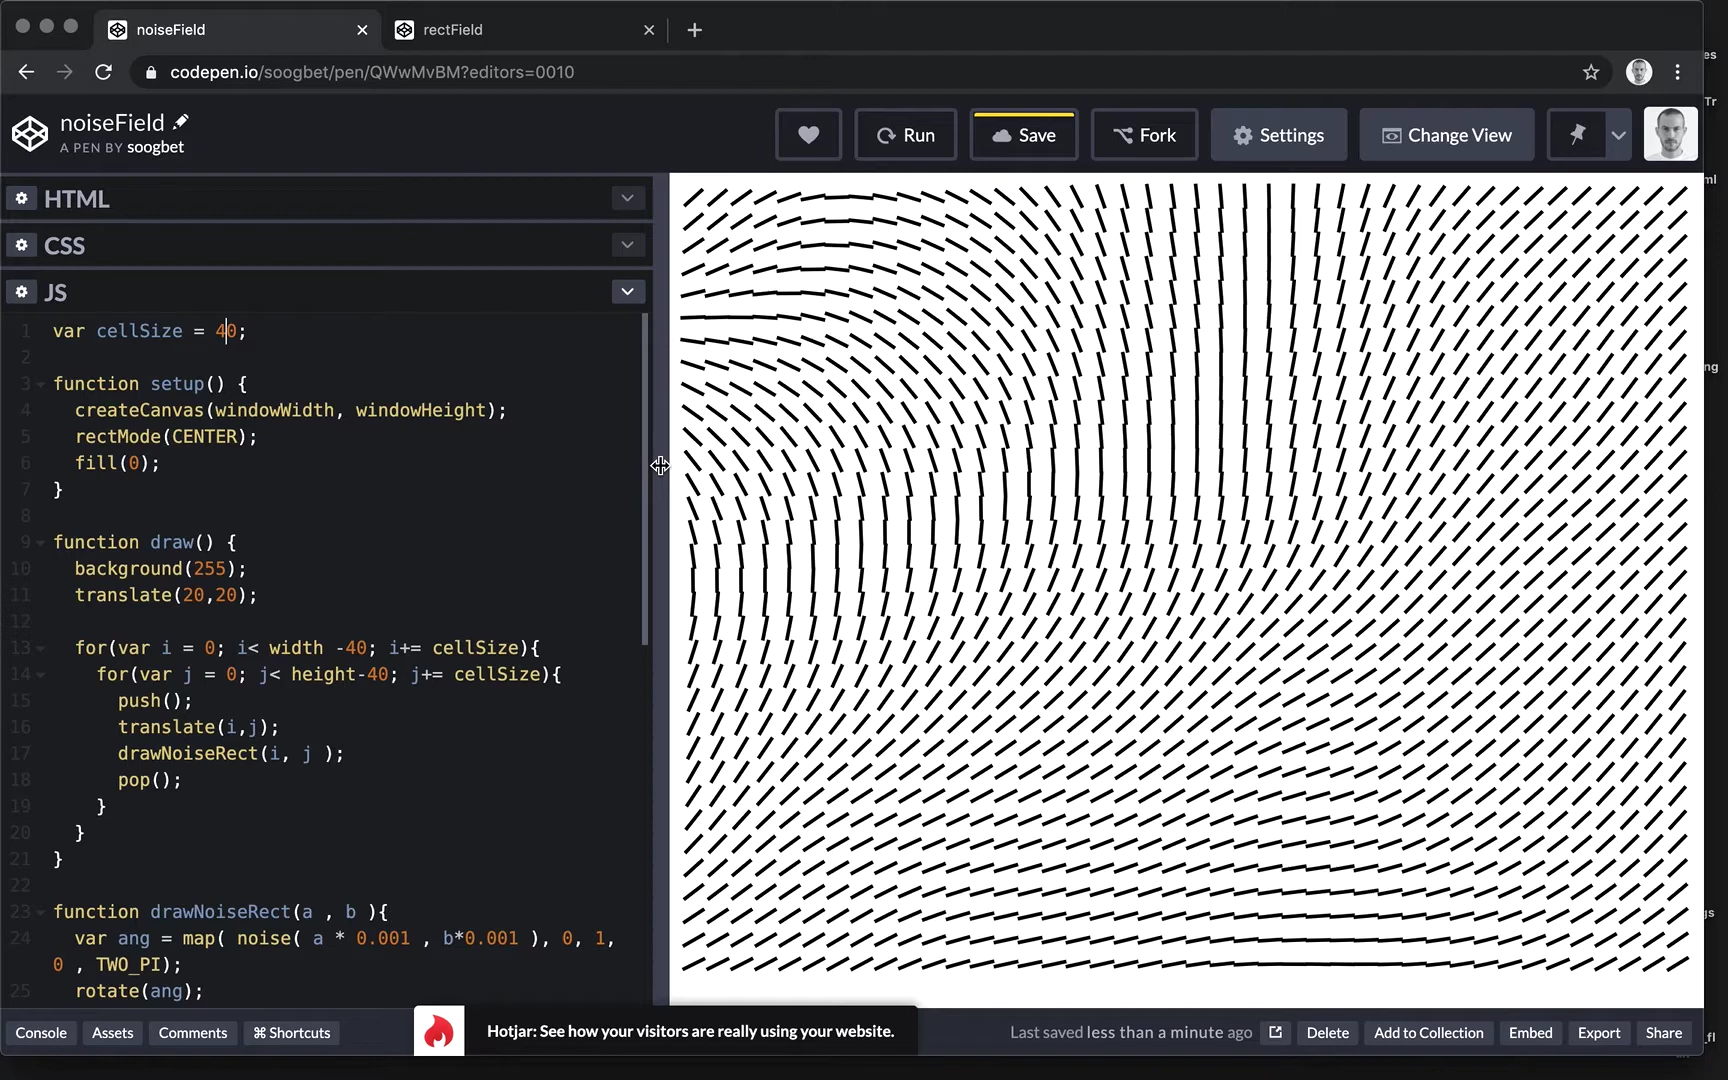 noiseField
rectField
codepen.io/soogbet/pen/QWwMvBM?editors=0010
noiseField
A PEN BY soogbet
Run
Save
Fork
Settings
Change View
HTML
CSS
JS
1 var cellSize = 40;
2
3 function setup() {
4 createCanvas(windowWidth, windowHeight);
5 rectMode(CENTER);
6 fill(0);
7 }
8
9 function draw() {
10 background(255);
11 translate(20,20);
12
13 for(var i = 0; i< width -40; i+= cellSize){
14 for(var j = 0; j< height-40; j+= cellSize){
15 push();
16 translate(i,j);
17 drawNoiseRect(i, j );
18 pop();
19 }
20 }
21 }
22
23 function drawNoiseRect(a , b ){
24 var ang = map( noise( a * 0.001 , b*0.001 ), 0, 1,
0 , TWO_PI);
25 rotate(ang);
Console
Assets
Comments
⌘ Shortcuts
Hotjar: See how your visitors are really using your website.
Last saved less than a minute ago
Delete
Add to Collection
Embed
Export
Share
es
Tr
ml
ng
gs
_fl